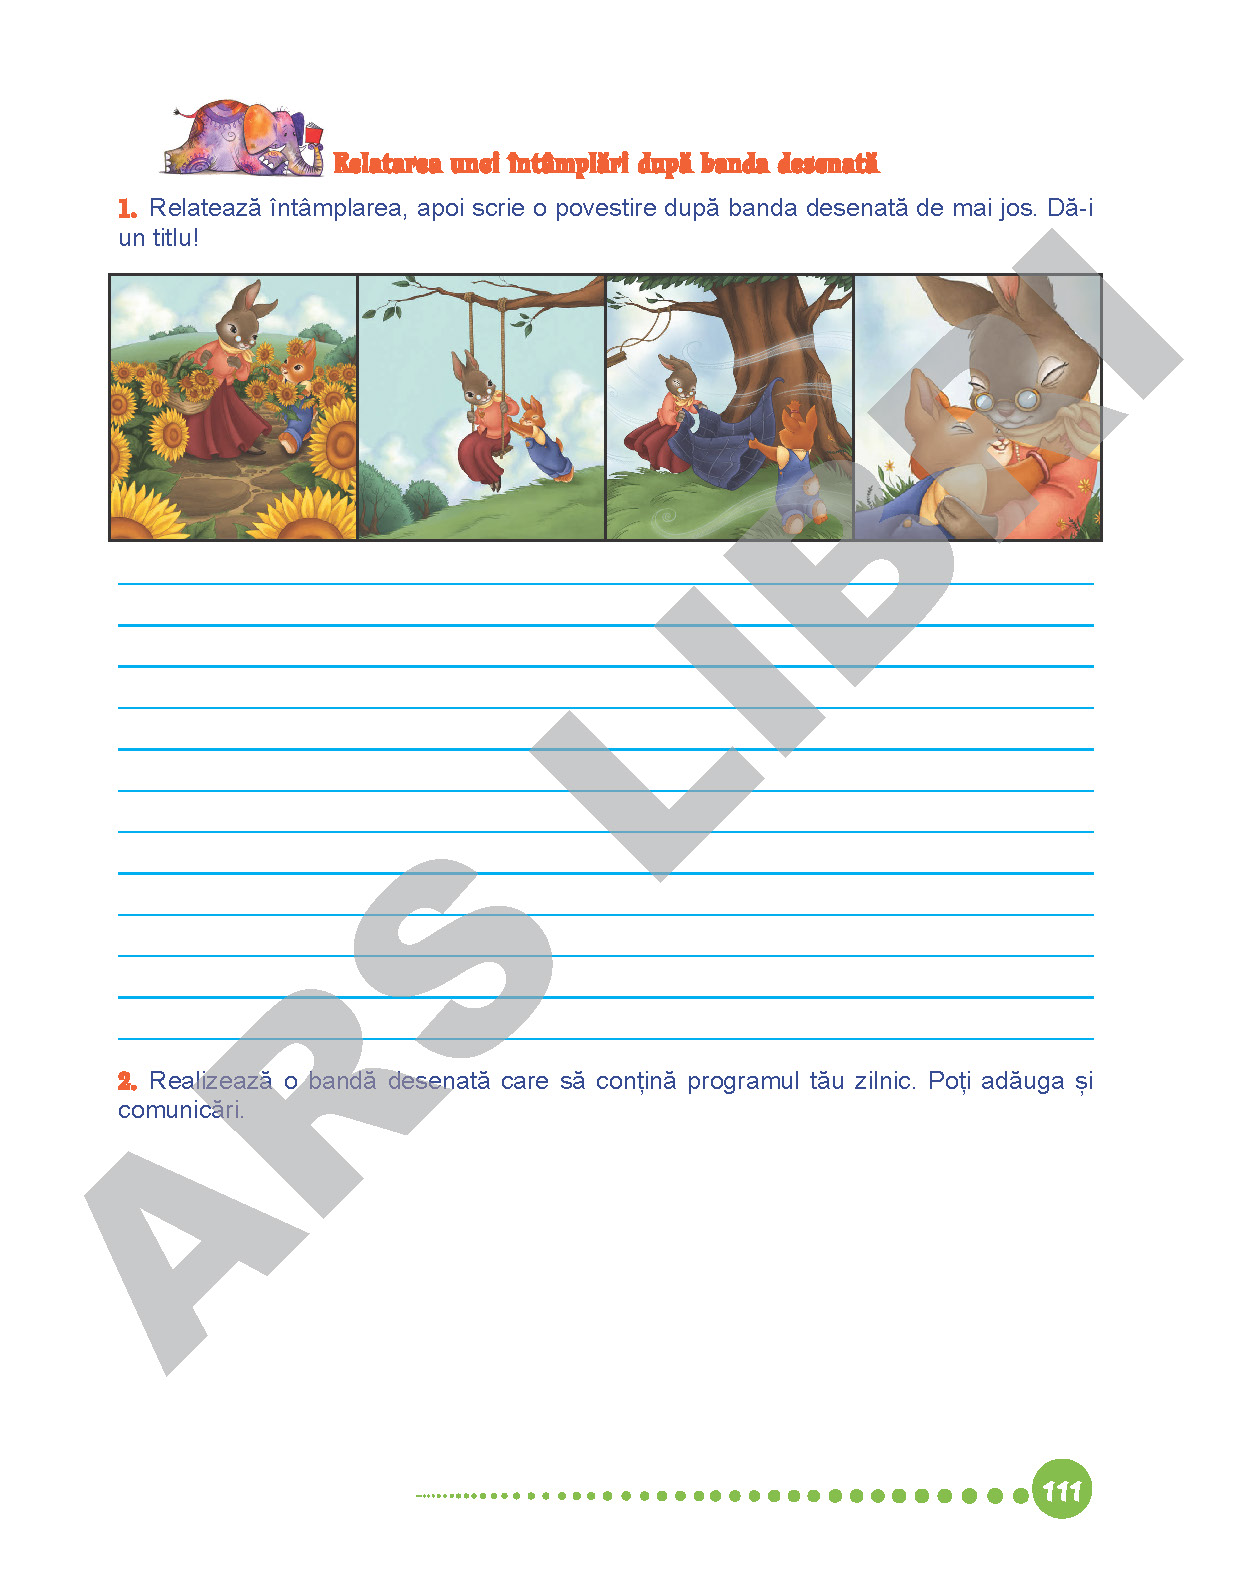 Relatarea unei întâmplări după banda desenată
1. Relatează întâmplarea, apoi scrie o povestire după banda desenată de mai jos. Dă-i
un titlu!
ARS LIBRI
2. Realizează o bandă desenată care să conțină programul tău zilnic. Poți adăuga și
comunicări.
111